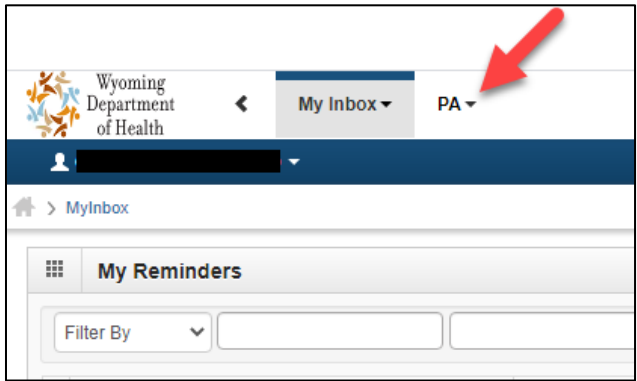 Wyoming
Department
of Health
My Inbox
PA
MyInbox
My Reminders
Filter By